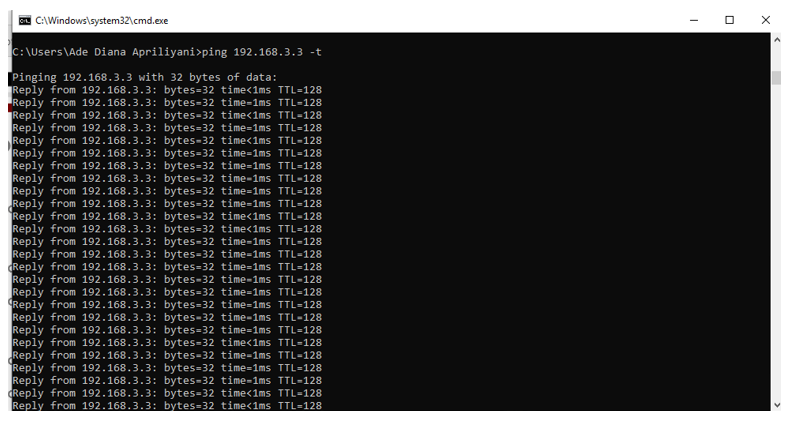 C:\Windows\system32\cmd.exe
C:\Users\Ade Diana Apriliyani>ping 192.168.3.3 -t
Pinging 192.168.3.3 with 32 bytes of data:
Reply from 192.168.3.3: bytes=32 time<1ms TTL=128
Reply from 192.168.3.3: bytes=32 time=1ms TTL=128
Reply from 192.168.3.3: bytes=32 time<1ms TTL=128
Reply from 192.168.3.3: bytes=32 time=1ms TTL=128
Reply from 192.168.3.3: bytes=32 time<1ms TTL=128
Reply from 192.168.3.3: bytes=32 time=1ms TTL=128
Reply from 192.168.3.3: bytes=32 time=1ms TTL=128
Reply from 192.168.3.3: bytes=32 time=1ms TTL=128
Reply from 192.168.3.3: bytes=32 time=1ms TTL=128
Reply from 192.168.3.3: bytes=32 time=1ms TTL=128
Reply from 192.168.3.3: bytes=32 time<1ms TTL=128
Reply from 192.168.3.3: bytes=32 time<1ms TTL=128
Reply from 192.168.3.3: bytes=32 time=1ms TTL=128
Reply from 192.168.3.3: bytes=32 time=1ms TTL=128
Reply from 192.168.3.3: bytes=32 time=1ms TTL=128
Reply from 192.168.3.3: bytes=32 time=1ms TTL=128
Reply from 192.168.3.3: bytes=32 time=1ms TTL=128
Reply from 192.168.3.3: bytes=32 time=1ms TTL=128
Reply from 192.168.3.3: bytes=32 time=1ms TTL=128
Reply from 192.168.3.3: bytes=32 time=1ms TTL=128
Reply from 192.168.3.3: bytes=32 time<1ms TTL=128
Reply from 192.168.3.3: bytes=32 time<1ms TTL=128
Reply from 192.168.3.3: bytes=32 time=1ms TTL=128
Reply from 192.168.3.3: bytes=32 time=1ms TTL=128
Reply from 192.168.3.3: bytes=32 time<1ms TTL=128
Reply from 192.168.3.3: bytes=32 time<1ms TTL=128